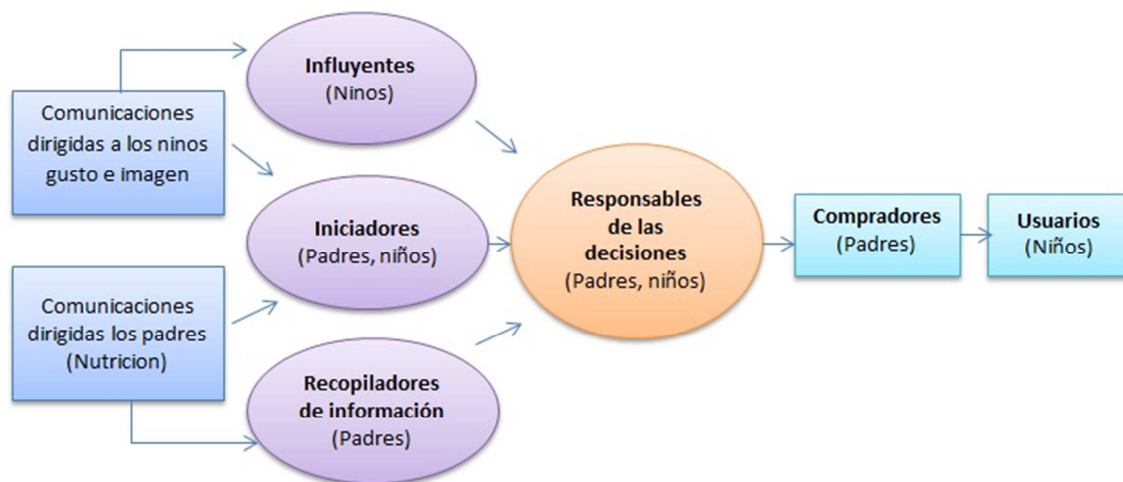 Influyentes
(Ninos)
Comunicaciones
dirigidas a los ninos
gusto e imagen
Iniciadores
(Padres, niños)
Comunicaciones
dirigidas los padres
(Nutricion)
Recopiladores
de información
(Padres)
Responsables
de las
decisiones
(Padres, niños)
Compradores
(Padres)
Usuarios
(Niños)